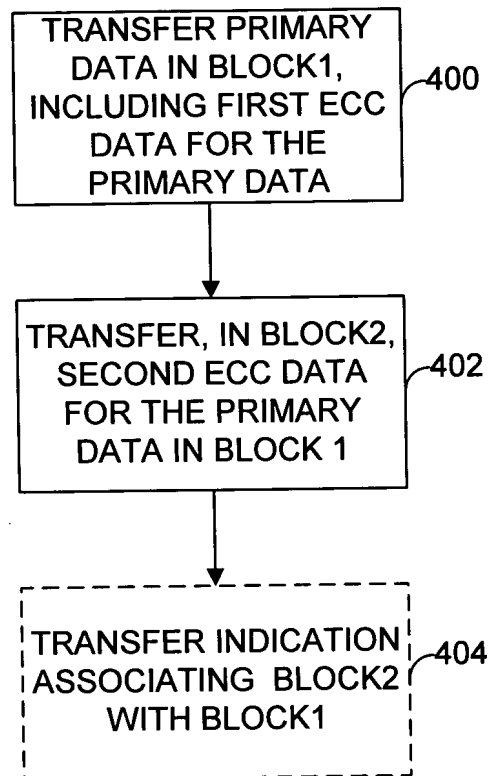 TRANSFER PRIMARY
DATA IN BLOCK1,
INCLUDING FIRST ECC
DATA FOR THE
PRIMARY DATA
400
TRANSFER, IN BLOCK2,
SECOND ECC DATA
FOR THE PRIMARY
DATA IN BLOCK 1
402
TRANSFER INDICATION
ASSOCIATING BLOCK2
WITH BLOCK1
404